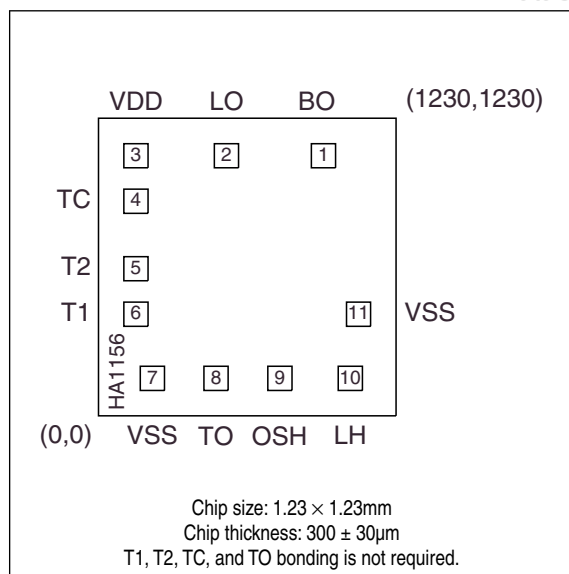 VDD LO BO (1230,1230)
3 2 1
TC 4
T2 5
T1 6 11 VSS
HA1156
7 8 9 10
(0,0) VSS TO OSH LH
Chip size: 1.23 × 1.23mm
Chip thickness: 300 ± 30µm
T1, T2, TC, and TO bonding is not required.